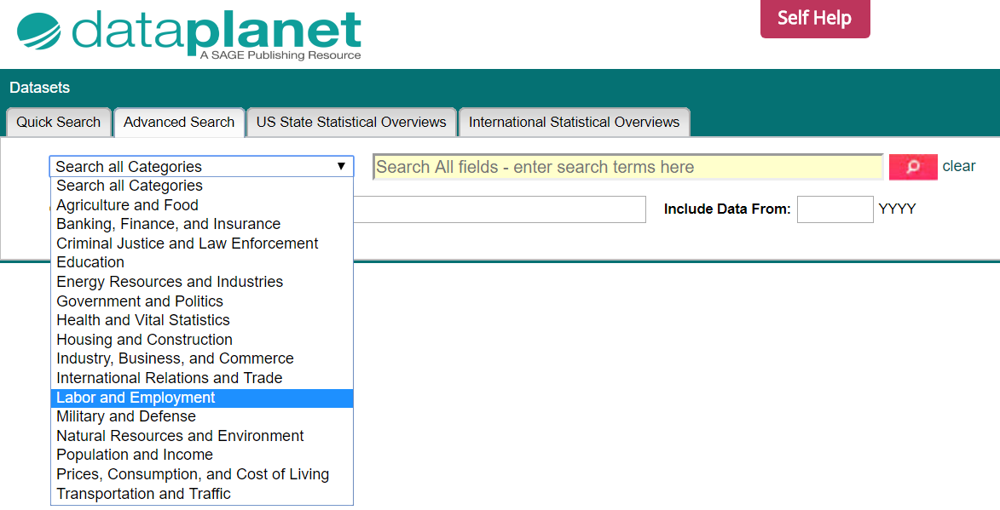 dataplanet
A SAGE Publishing Resource
Self Help
Datasets
Quick Search
Advanced Search
US State Statistical Overviews
International Statistical Overviews
Search all Categories ▼
Search All fields - enter search terms here
clear
Include Data From:
YYYY
Search all Categories
Agriculture and Food
Banking, Finance, and Insurance
Criminal Justice and Law Enforcement
Education
Energy Resources and Industries
Government and Politics
Health and Vital Statistics
Housing and Construction
Industry, Business, and Commerce
International Relations and Trade
Labor and Employment
Military and Defense
Natural Resources and Environment
Population and Income
Prices, Consumption, and Cost of Living
Transportation and Traffic